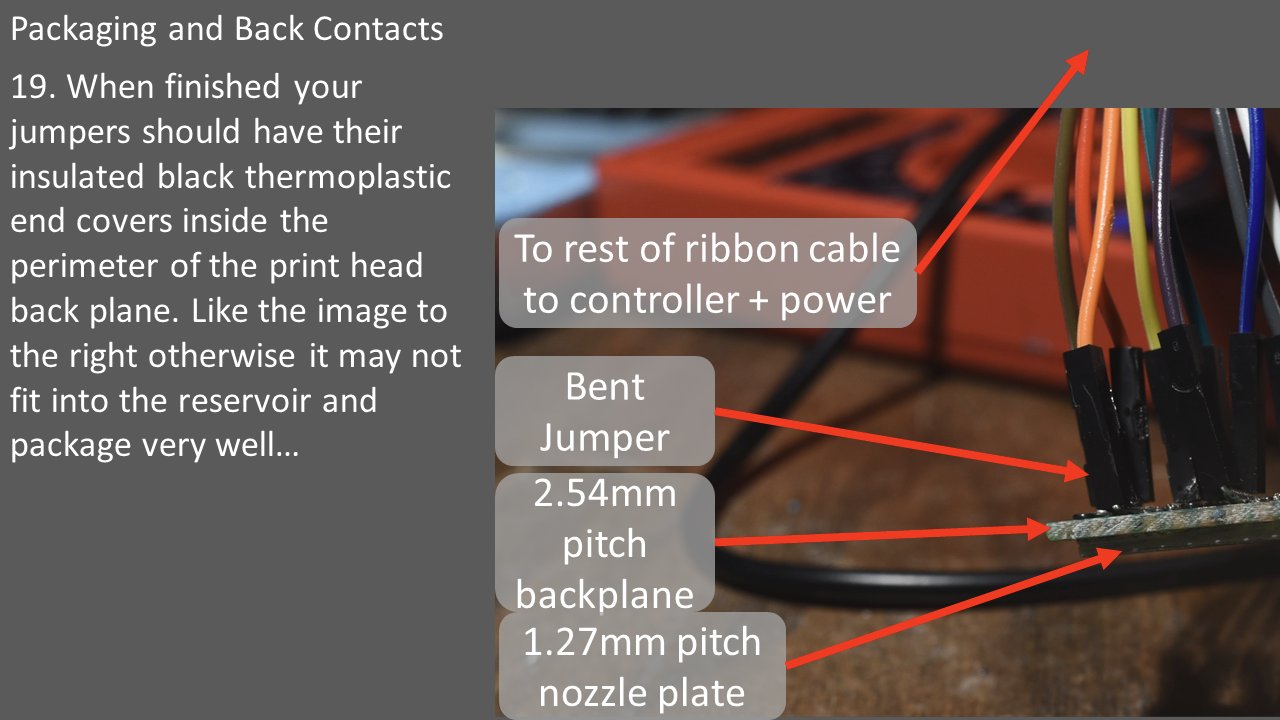 Packaging and Back Contacts
19. When finished your
jumpers should have their
insulated black thermoplastic
end covers inside the
perimeter of the print head
back plane. Like the image to
the right otherwise it may not
fit into the reservoir and
package very well…
To rest of ribbon cable
to controller + power
Bent
Jumper
2.54mm
pitch
backplane
1.27mm pitch
nozzle plate